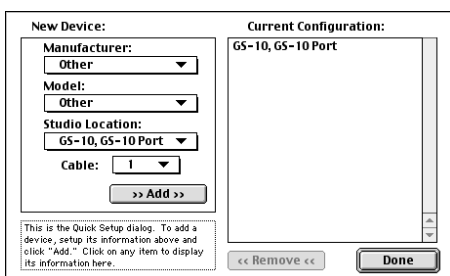 New Device:
Manufacturer:
Other
Model:
Other
Studio Location:
GS-10, GS-10 Port
Cable: 1
>> Add >>
This is the Quick Setup dialog. To add a
device, setup its information above and
click "Add." Click on any item to display
its information here.
Current Configuration:
GS-10, GS-10 Port
<< Remove <<
Done